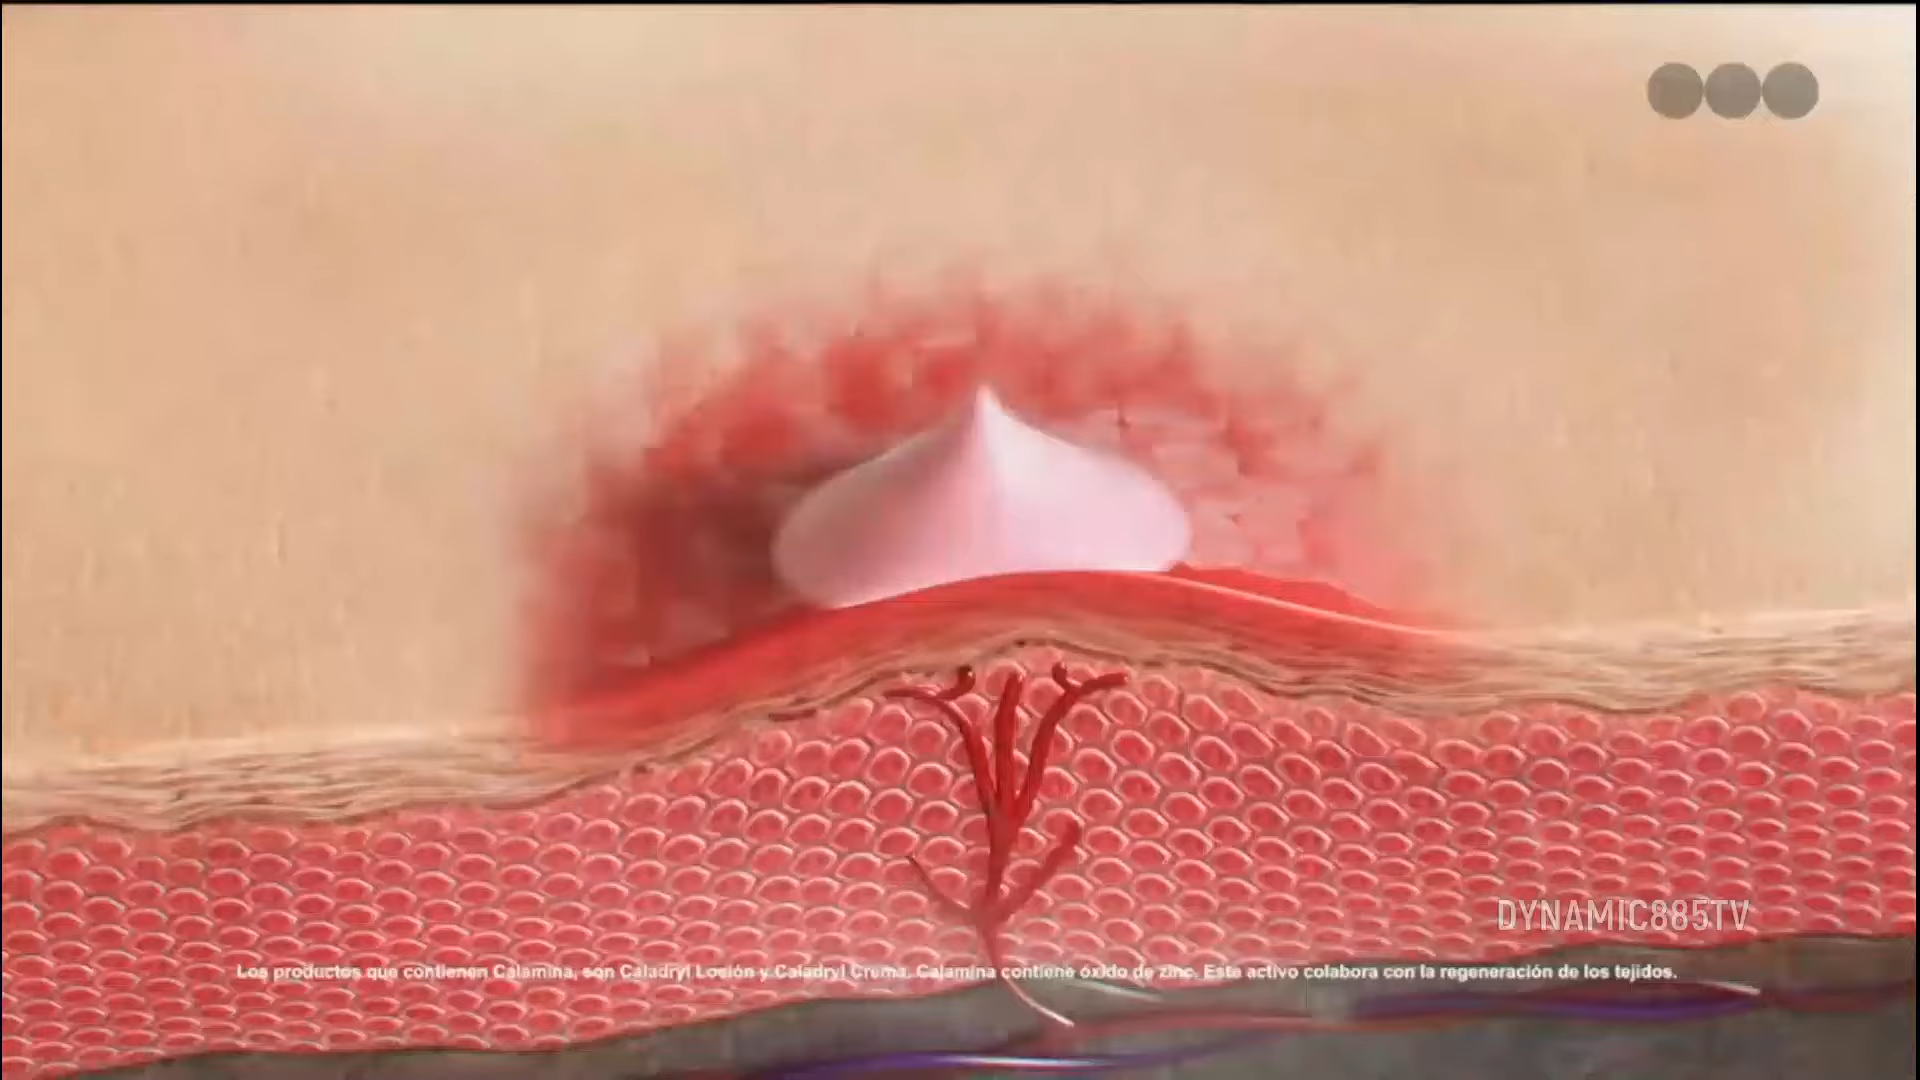 DYNAMIC885TV
Los productos que contienen Calamina, son Caladryl Loción y Caladryl Crema. Calamina contiene óxido de zinc. Este activo colabora con la regeneración de los tejidos.